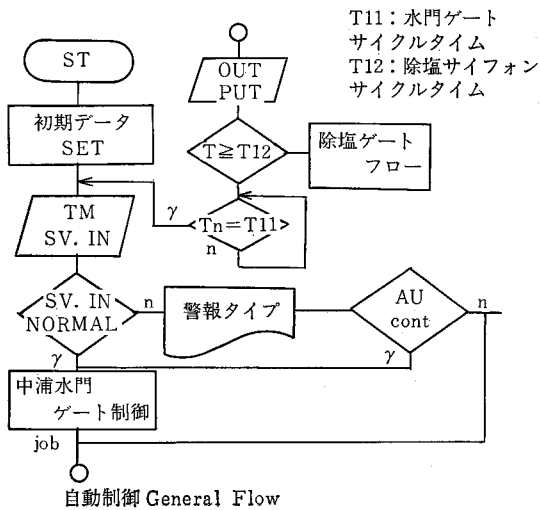 T11：水門ゲート
サイクルタイム
T12：除塩サイフォン
サイクルタイム
ST
初期データ
SET
TM
SV. IN
SV. IN
NORMAL
n
γ
警報タイプ
AU
cont
n
γ
中浦水門
ゲート制御
job
OUT
PUT
T≧T12
除塩ゲート
フロー
Tn=T11
γ
n
自動制御 General Flow